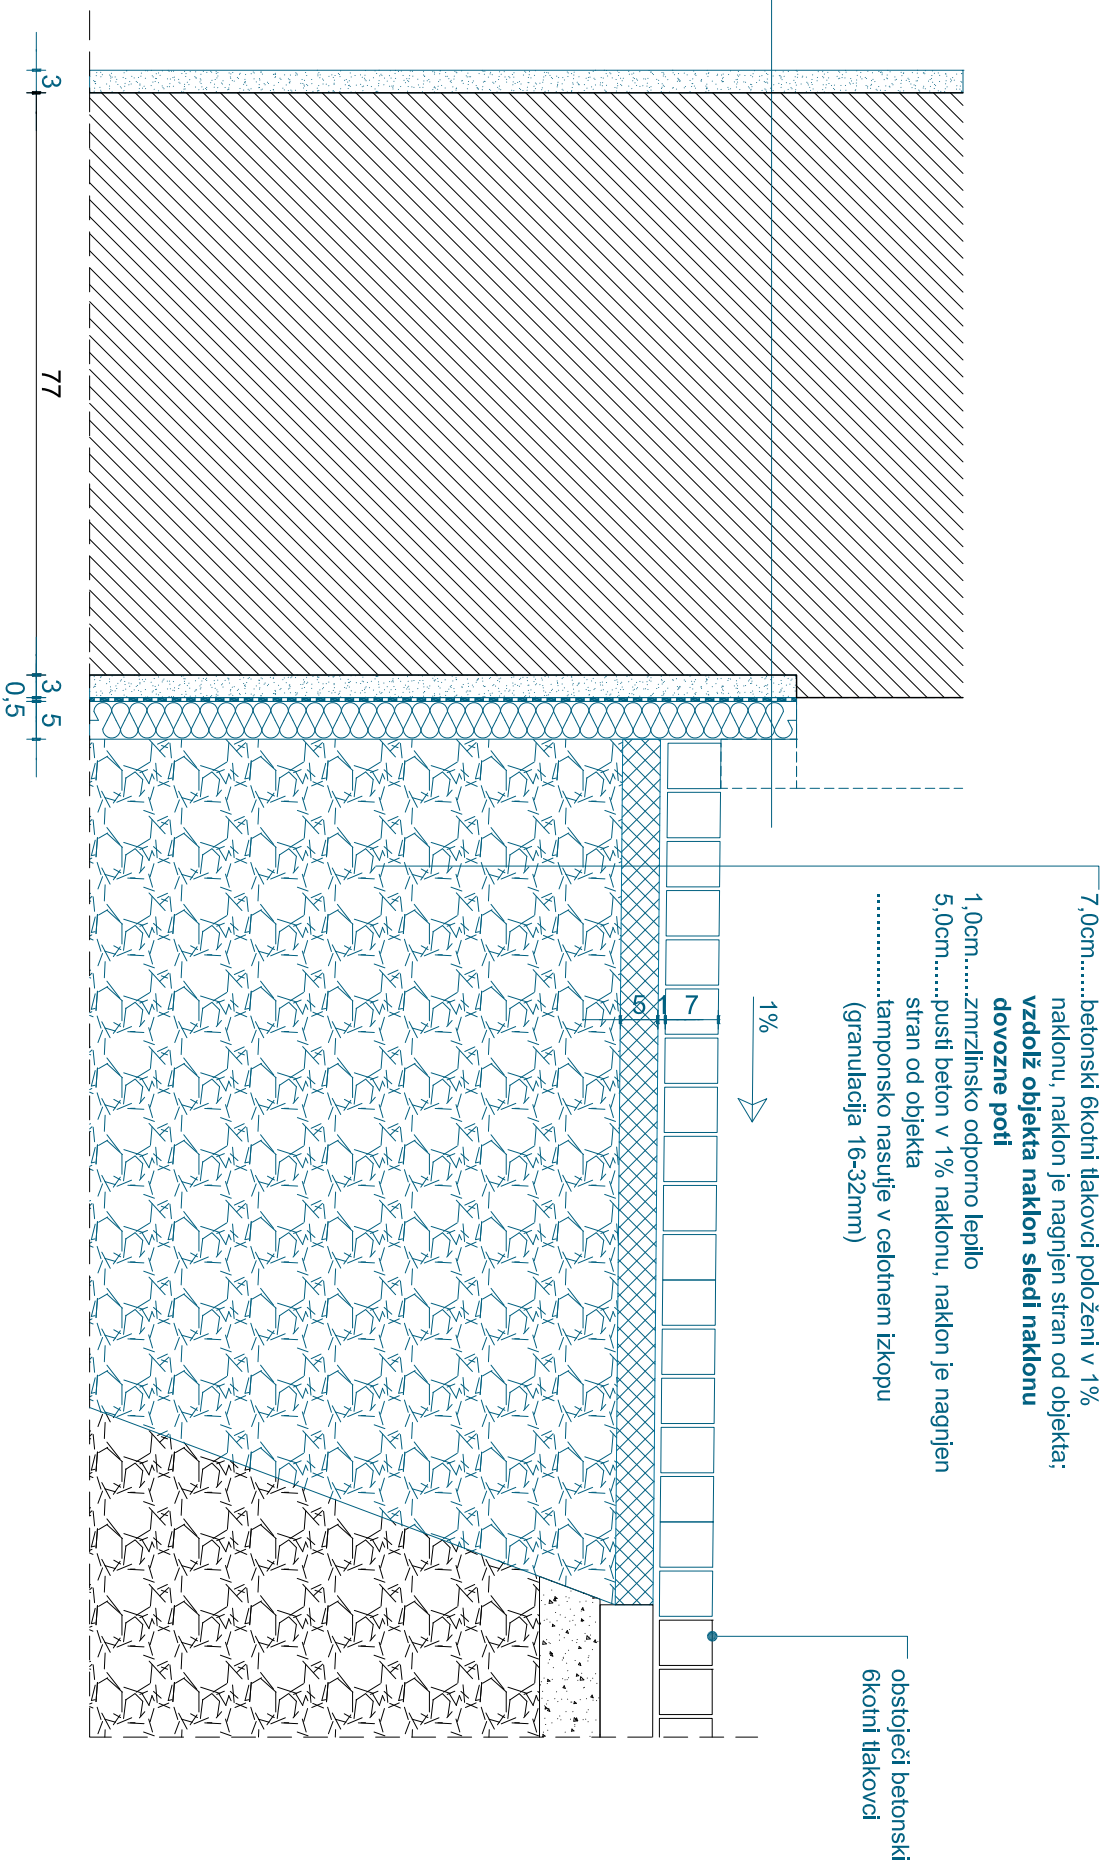 7,0cm......betonski 6kotni tlakovci položeni v 1%
naklonu, naklon je nagnjen stran od objekta;
vzdolž objekta naklon sledi naklonu
dovozne poti
1,0cm......zmrzlinsko odporno lepilo
5,0cm......pusti beton v 1% naklonu, naklon je nagnjen
stran od objekta
................tamponsko nasutje v celotnem izkopu
(granulacija 16-32mm)
1%
5 1 7
obstoječi betonski
6kotni tlakovci
3
77
3
5
0,5